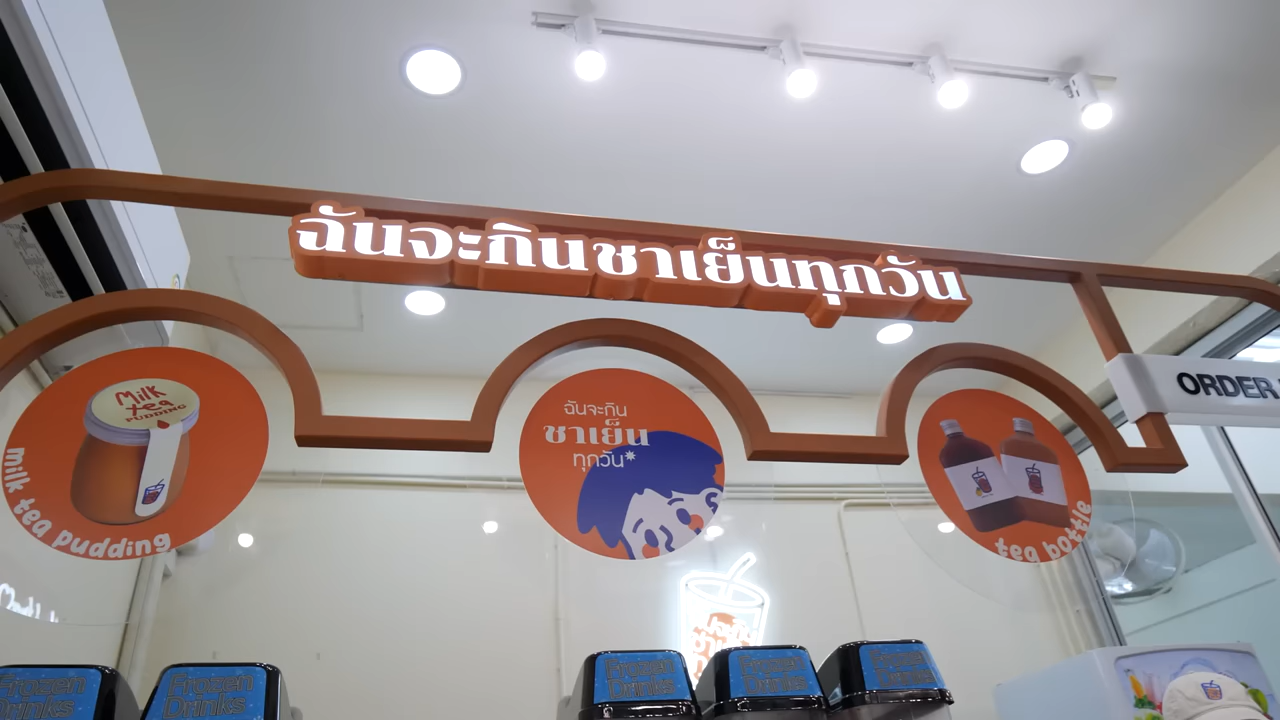 ฉันจะกินชาเย็นทุกวัน
ORDER
Milk
tea
PUDDING
milk tea pudding
ฉันจะกิน
ชาเย็น
ทุกวัน*
tea bottle
Frozen
Drinks
Frozen
Drinks
Frozen
Drinks
Frozen
Drinks
Frozen
Drinks